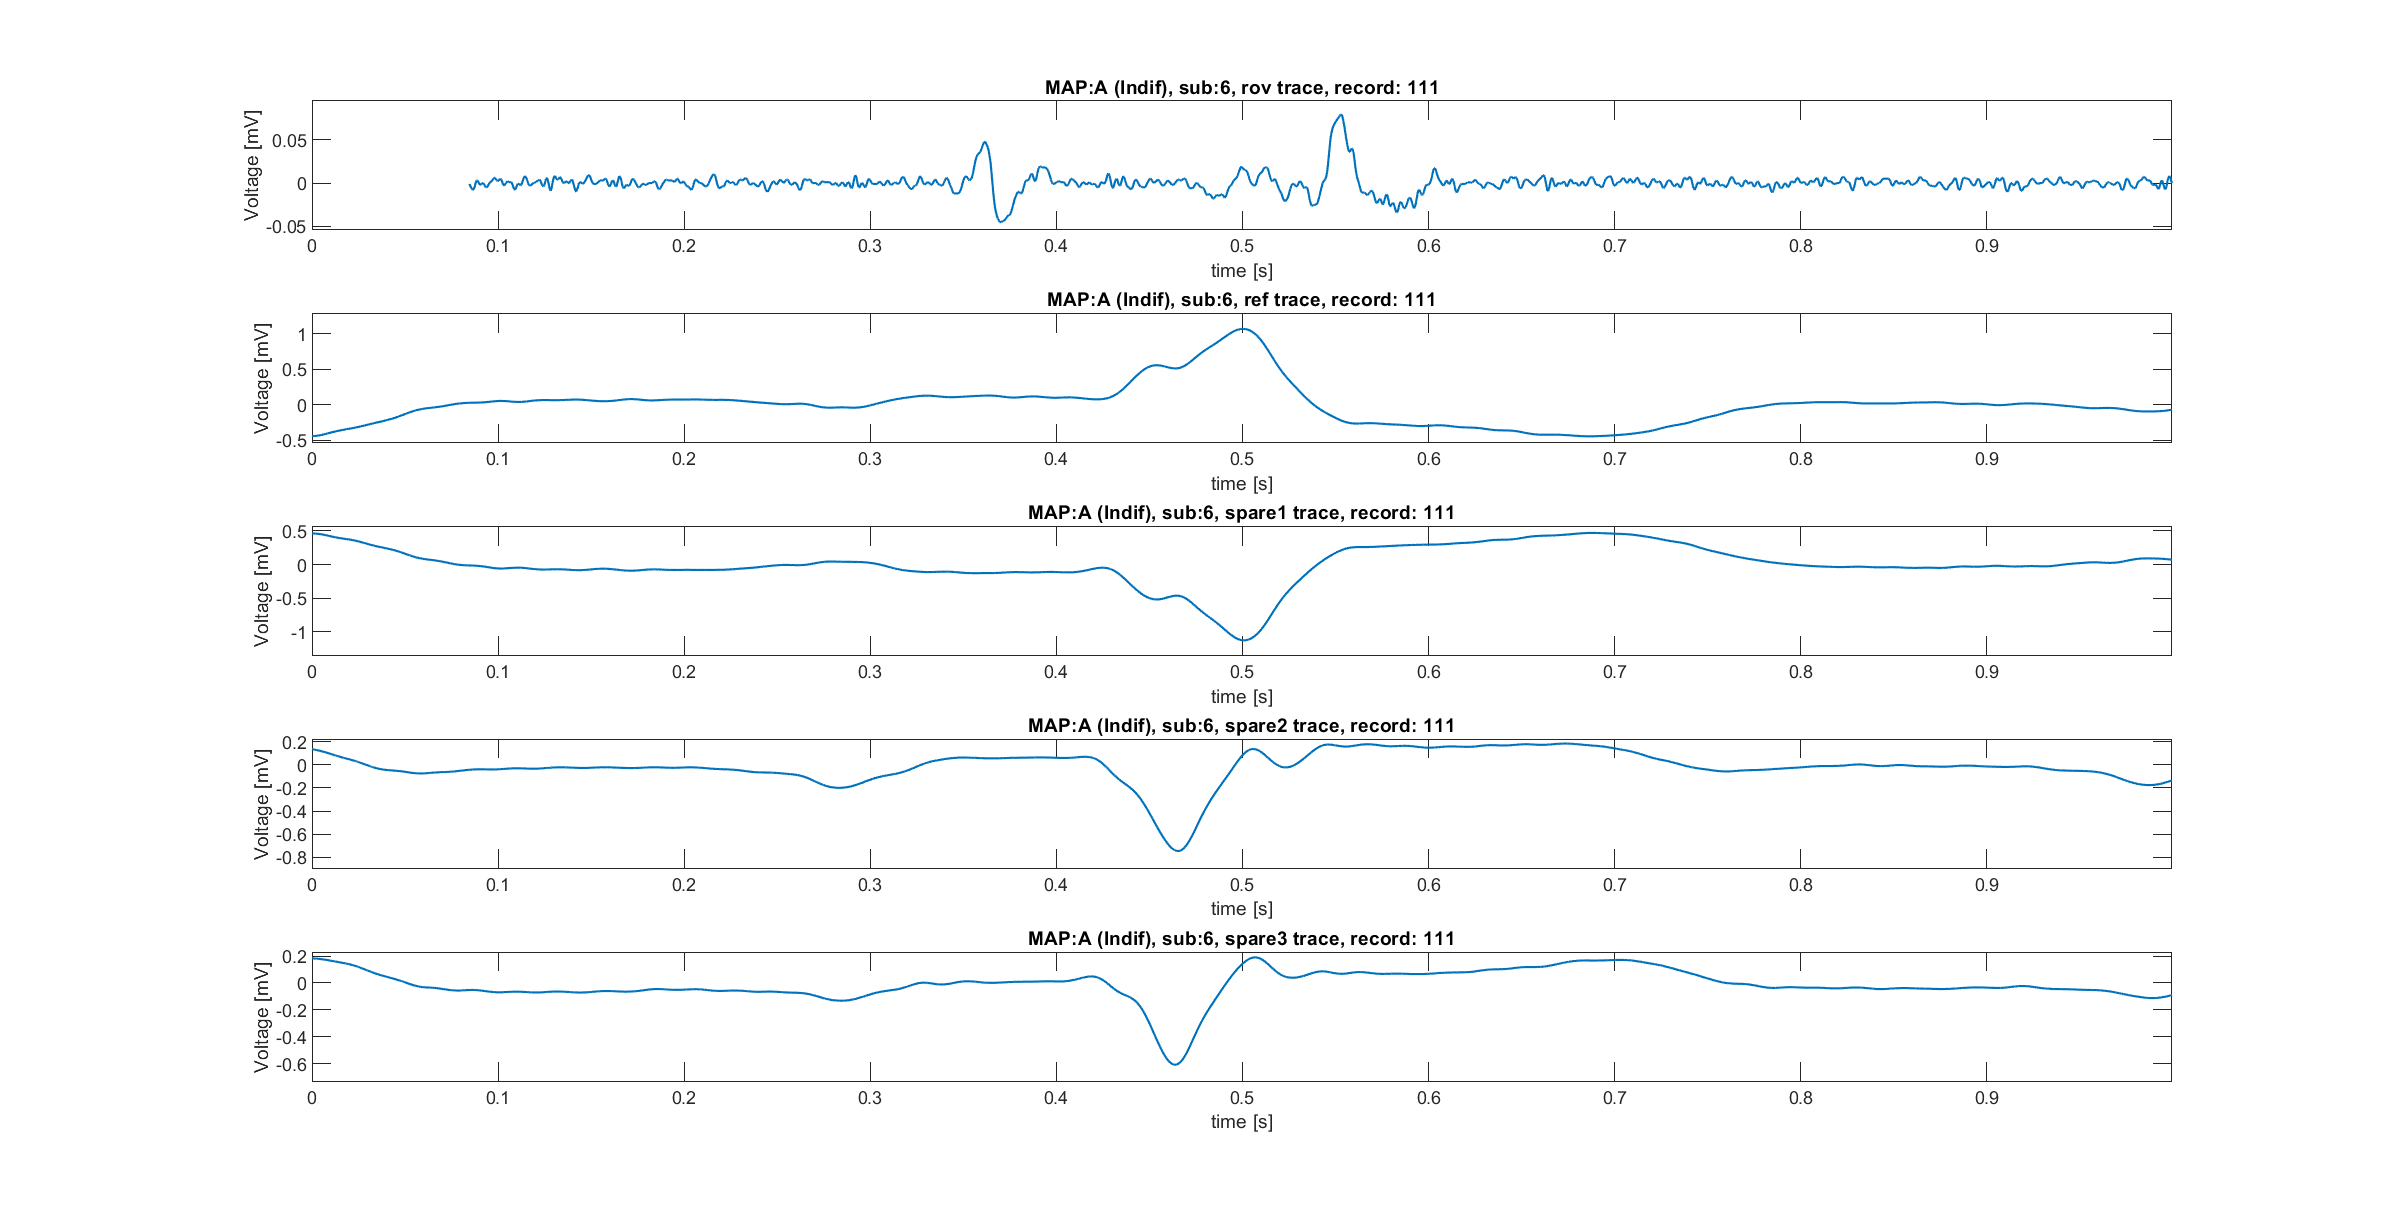 MAP:A (Indif), sub:6, rov trace, record: 111
Voltage [mV]
0.05
0
-0.05
0 0.1 0.2 0.3 0.4 0.5 0.6 0.7 0.8 0.9
time [s]
MAP:A (Indif), sub:6, ref trace, record: 111
Voltage [mV]
1
0.5
0
-0.5
0 0.1 0.2 0.3 0.4 0.5 0.6 0.7 0.8 0.9
time [s]
MAP:A (Indif), sub:6, spare1 trace, record: 111
Voltage [mV]
0.5
0
-0.5
-1
0 0.1 0.2 0.3 0.4 0.5 0.6 0.7 0.8 0.9
time [s]
MAP:A (Indif), sub:6, spare2 trace, record: 111
Voltage [mV]
0.2
0
-0.2
-0.4
-0.6
-0.8
0 0.1 0.2 0.3 0.4 0.5 0.6 0.7 0.8 0.9
time [s]
MAP:A (Indif), sub:6, spare3 trace, record: 111
Voltage [mV]
0.2
0
-0.2
-0.4
-0.6
0 0.1 0.2 0.3 0.4 0.5 0.6 0.7 0.8 0.9
time [s]